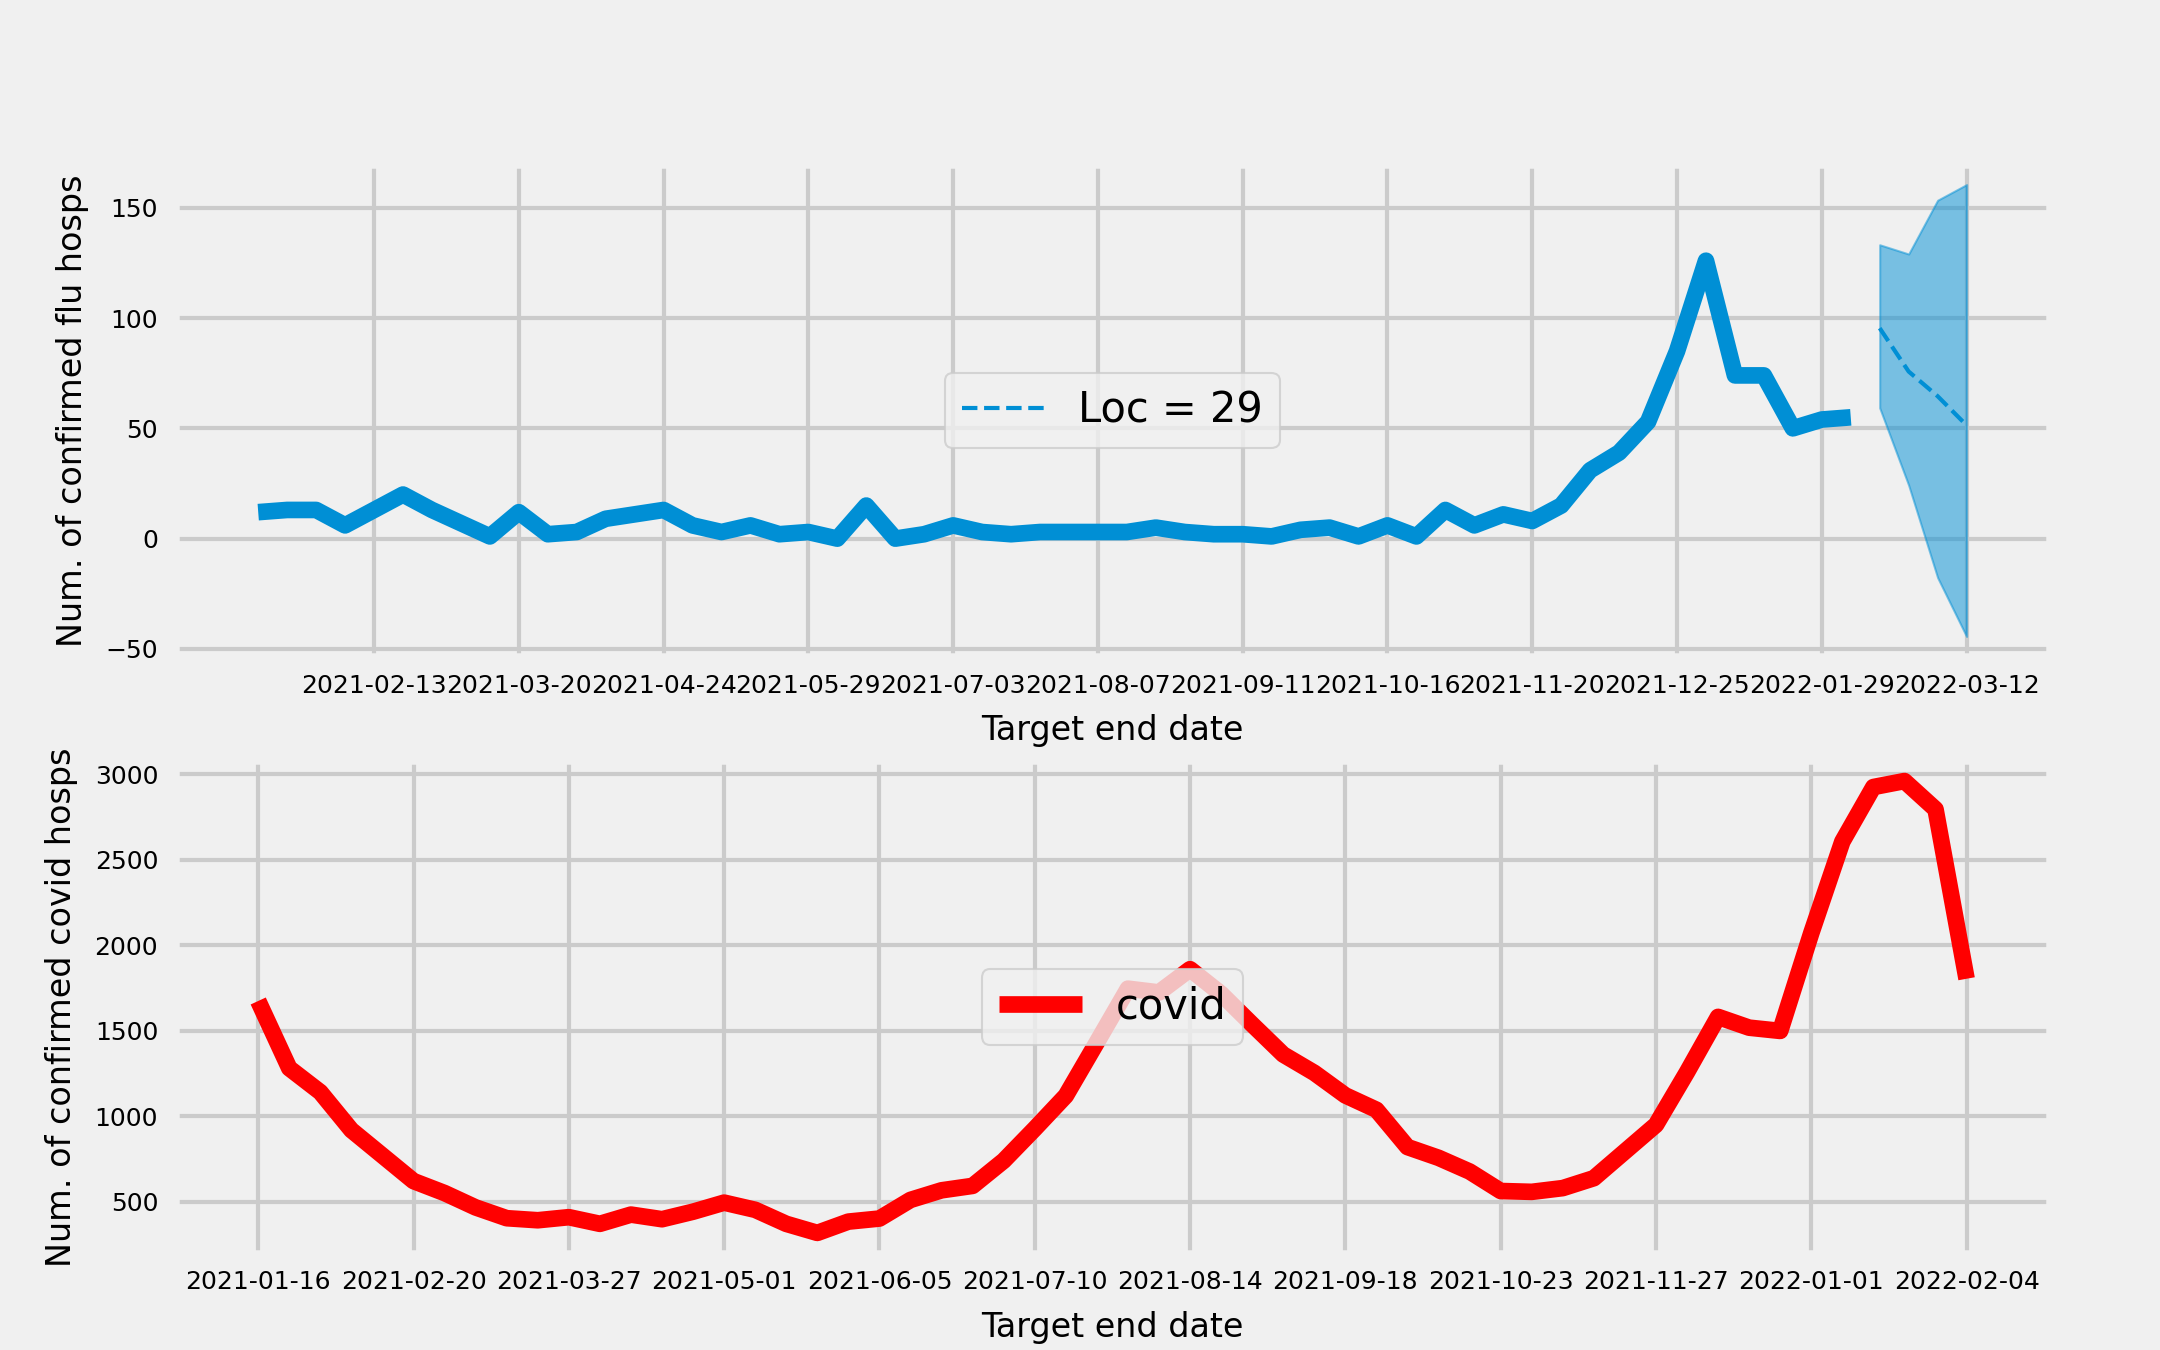 Num. of confirmed flu hosps
150
100
50
0
−50
Loc = 29
2021-02-13 2021-03-20 2021-04-24 2021-05-29 2021-07-03 2021-08-07 2021-09-11 2021-10-16 2021-11-20 2021-12-25 2022-01-29 2022-03-12
Target end date
Num. of confirmed covid hosps
3000
2500
2000
1500
1000
500
covid
2021-01-16 2021-02-20 2021-03-27 2021-05-01 2021-06-05 2021-07-10 2021-08-14 2021-09-18 2021-10-23 2021-11-27 2022-01-01 2022-02-04
Target end date